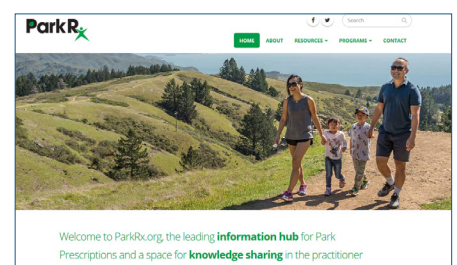 ParkRx
Search
HOME ABOUT RESOURCES PROGRAMS CONTACT
Welcome to ParkRx.org, the leading information hub for Park
Prescriptions and a space for knowledge sharing in the practitioner